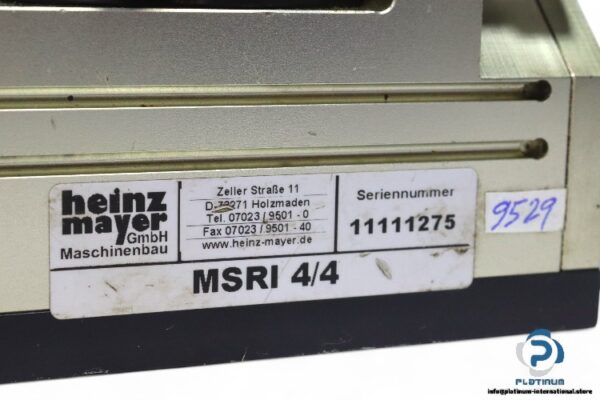 heinz
mayer
GmbH
Maschinenbau
Zeller Straße 11
D-73271 Holzmaden
Tel. 07023 / 9501 - 0
Fax 07023 / 9501 - 40
www.heinz-mayer.de
Seriennummer
11111275
MSRI 4/4
9529
PLATINUM
info@platinum-international.store